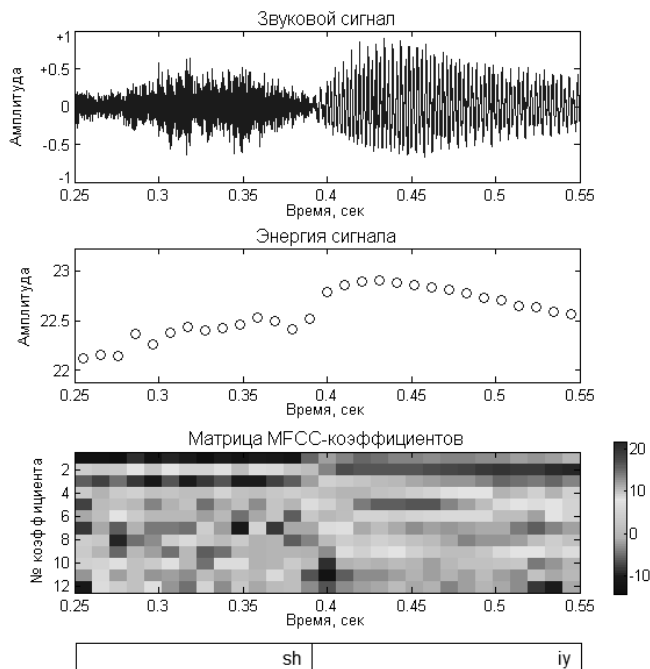 Звуковой сигнал
+1
+0.5
0
-0.5
-1
Амплитуда
0.25 0.3 0.35 0.4 0.45 0.5 0.55
Время, сек
Энергия сигнала
23
22.5
22
Амплитуда
0.25 0.3 0.35 0.4 0.45 0.5 0.55
Время, сек
Матрица MFCC-коэффициентов
2
4
6
8
10
12
№ коэффициента
0.25 0.3 0.35 0.4 0.45 0.5 0.55
Время, сек
20
10
0
-10
sh iy